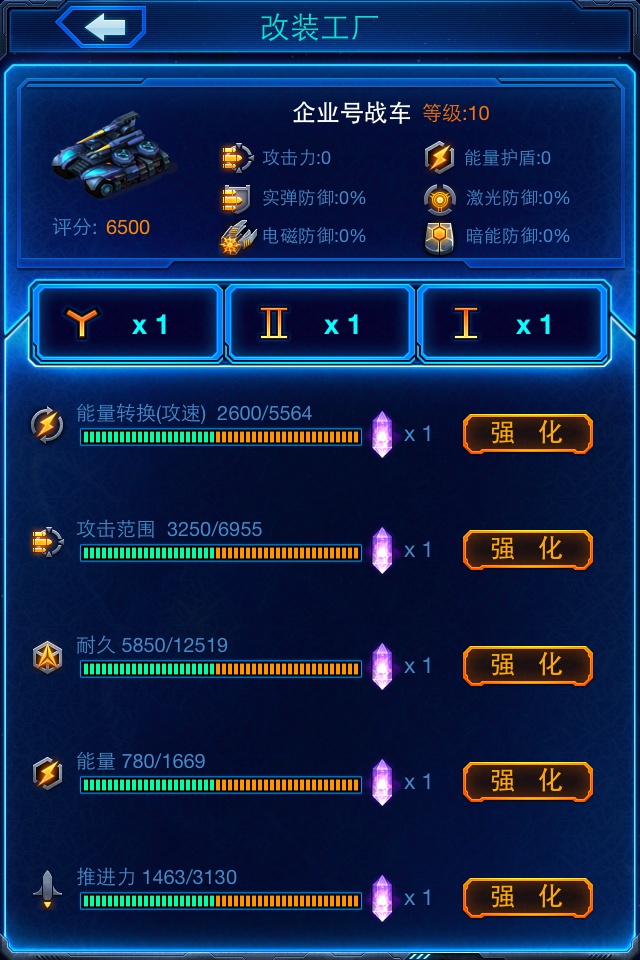 改装工厂
企业号战车 等级:10
攻击力:0 能量护盾:0
实弹防御:0% 激光防御:0%
评分: 6500 电磁防御:0% 暗能防御:0%
x 1 x 1 x 1
能量转换(攻速) 2600/5564
x 1 强 化
攻击范围 3250/6955
x 1 强 化
耐久 5850/12519
x 1 强 化
能量 780/1669
x 1 强 化
推进力 1463/3130
x 1 强 化